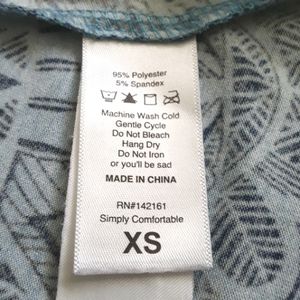 95% Polyester
5% Spandex
Machine Wash Cold
Gentle Cycle
Do Not Bleach
Hang Dry
Do Not Iron
or you'll be sad
MADE IN CHINA
RN#142161
Simply Comfortable
XS